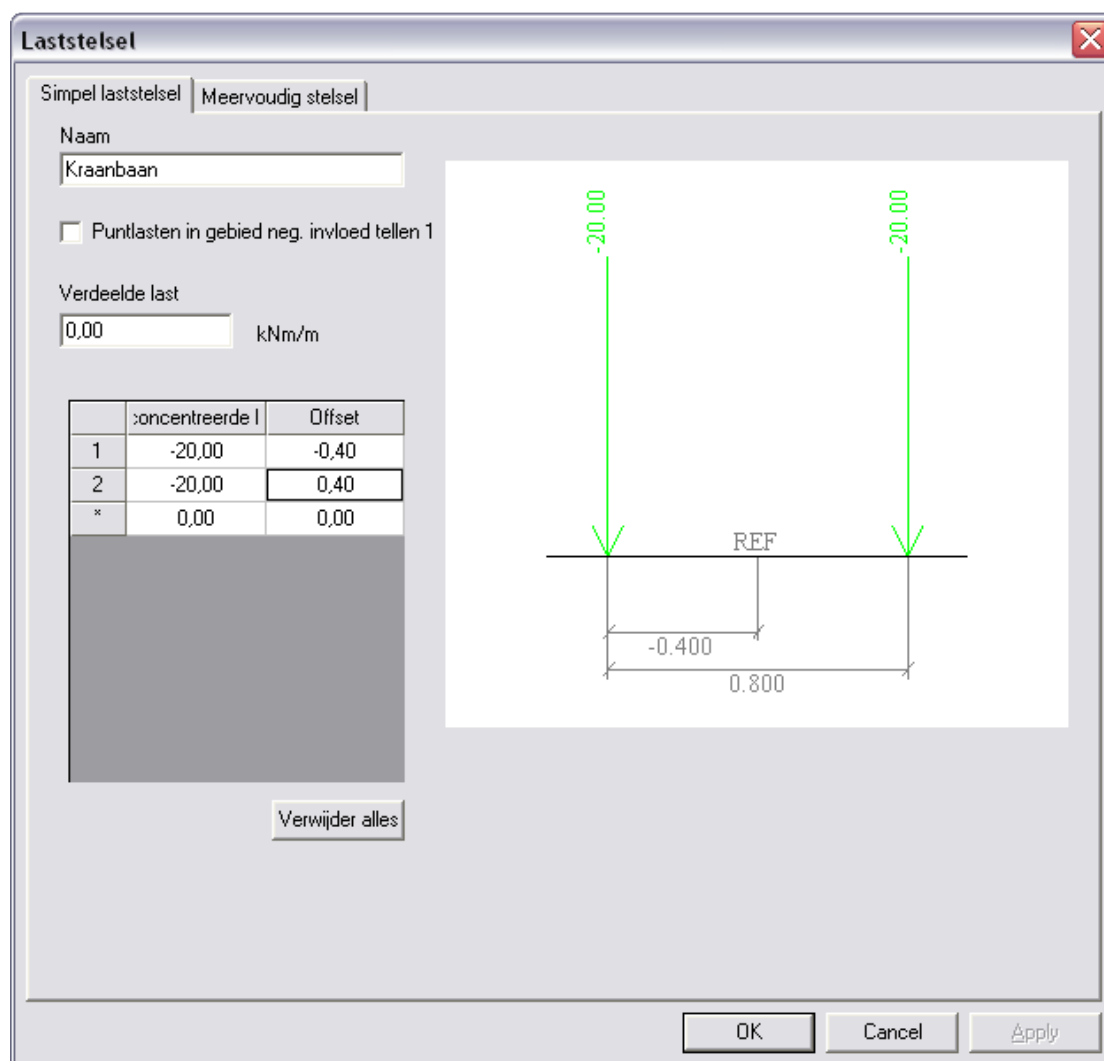 Laststelsel
Simpel laststelsel
Meervoudig stelsel
Naam
Kraanbaan
Puntlasten in gebied neg. invloed tellen 1
Verdeelde last
0,00 kNm/m
:oncentreerde l Offset
1 -20,00 -0,40
2 -20,00 0,40
* 0,00 0,00
Verwijder alles
-20.00
-20.00
REF
-0.400
0.800
OK
Cancel
Apply